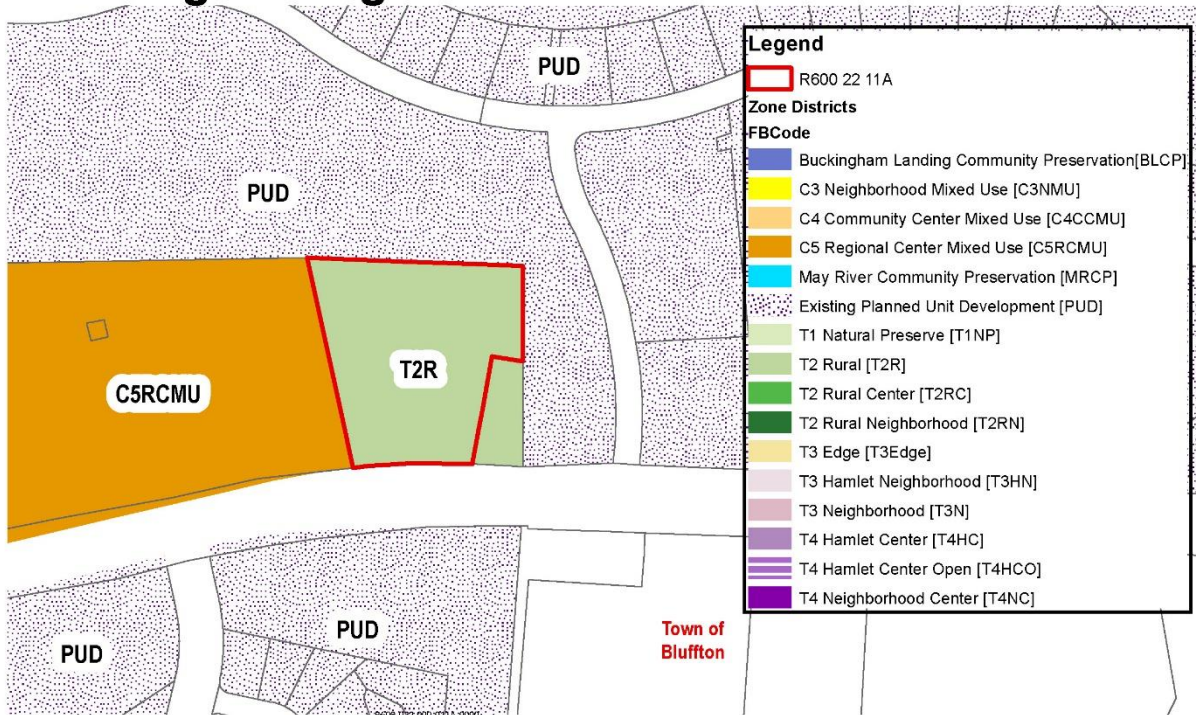 PUD
PUD
C5RCMU
T2R
PUD
PUD
Town of
Bluffton
Legend
R600 22 11A
Zone Districts
FBCode
Buckingham Landing Community Preservation[BLCP]
C3 Neighborhood Mixed Use [C3NMU]
C4 Community Center Mixed Use [C4CCMU]
C5 Regional Center Mixed Use [C5RCMU]
May River Community Preservation [MRCP]
Existing Planned Unit Development [PUD]
T1 Natural Preserve [T1NP]
T2 Rural [T2R]
T2 Rural Center [T2RC]
T2 Rural Neighborhood [T2RN]
T3 Edge [T3Edge]
T3 Hamlet Neighborhood [T3HN]
T3 Neighborhood [T3N]
T4 Hamlet Center [T4HC]
T4 Hamlet Center Open [T4HCO]
T4 Neighborhood Center [T4NC]